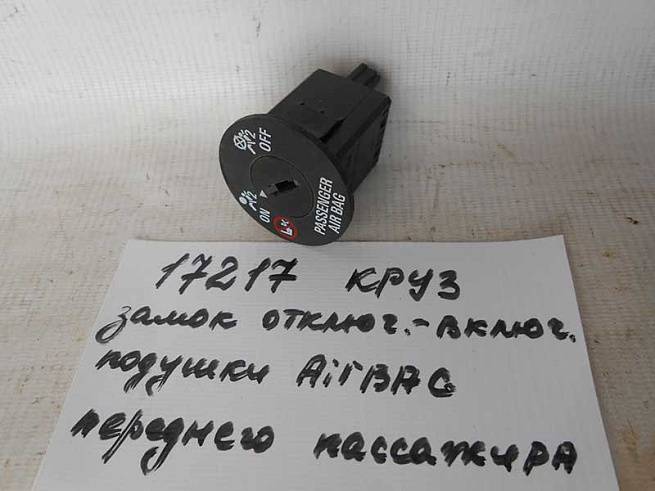 OFF
ON
PASSENGER
AIR BAG
17217 круз
замок отключ.-включ.
подушки AirBAG
переднего пассажира